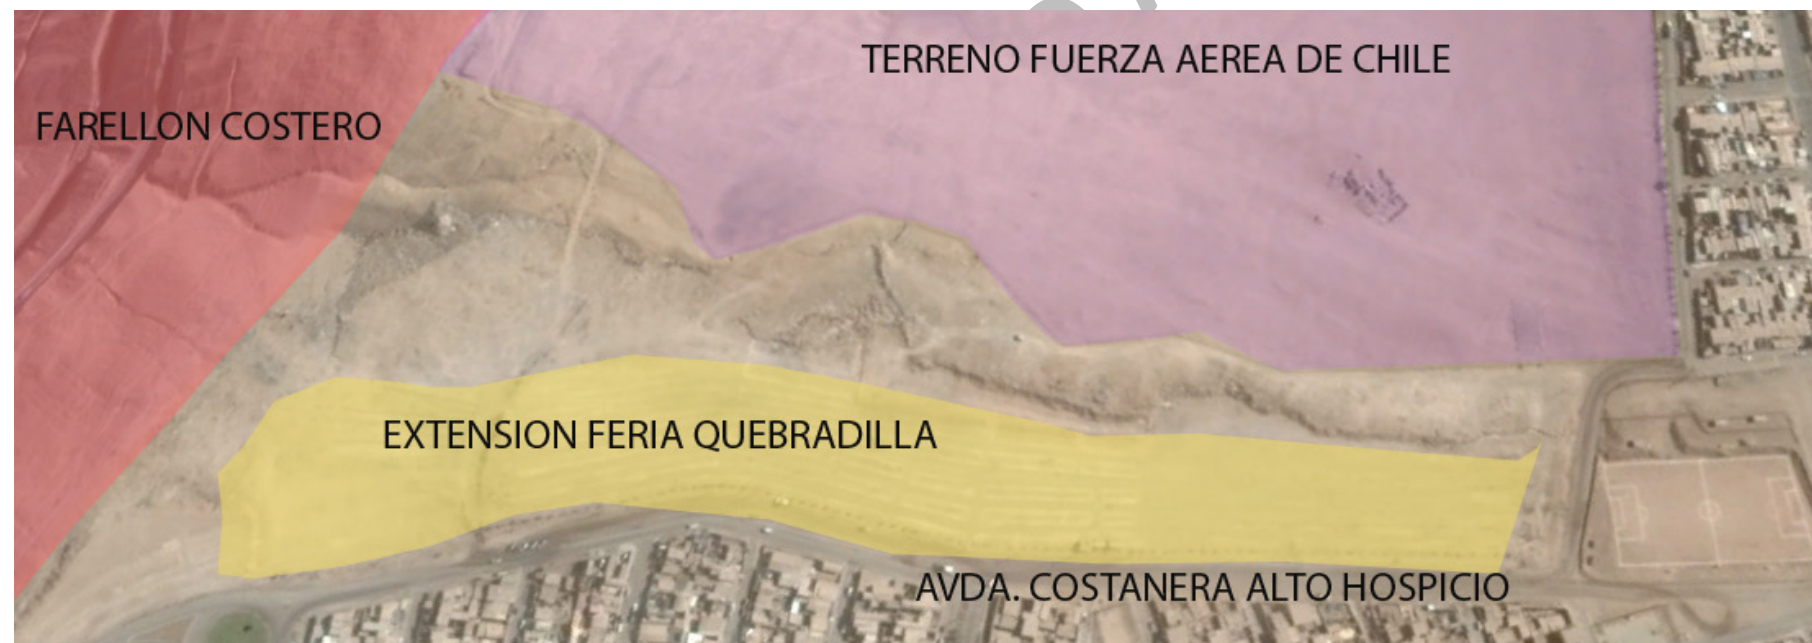 TERRENO FUERZA AEREA DE CHILE
FARELLON COSTERO
EXTENSION FERIA QUEBRADILLA
AVDA. COSTANERA ALTO HOSPICIO